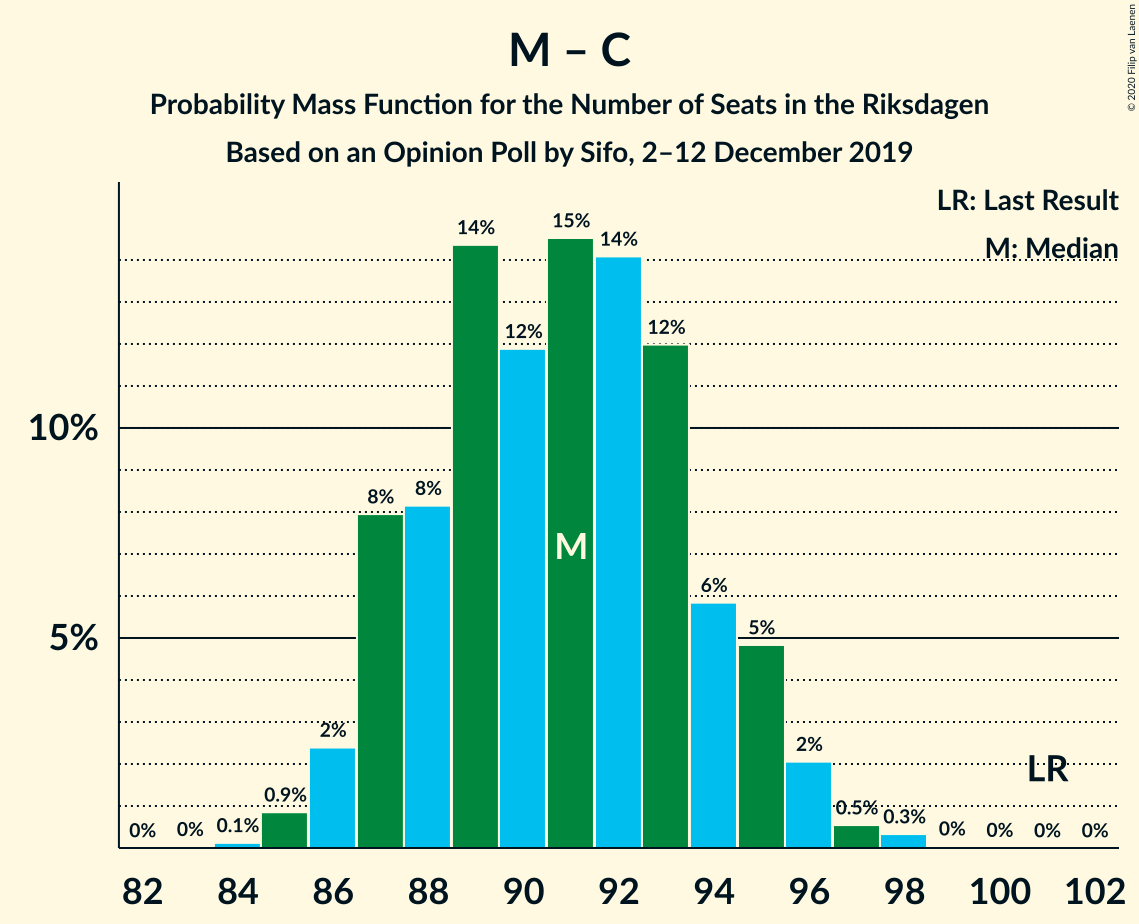 M – C
Probability Mass Function for the Number of Seats in the Riksdagen
Based on an Opinion Poll by Sifo, 2–12 December 2019
© 2020 Filip van Laenen
LR: Last Result
M: Median
10%
5%
0% 0% 0.1% 0.9% 2% 8% 8% 14% 12% 15% 14% 12% 6% 5% 2% 0.5% 0.3% 0% 0% 0% 0%
M
LR
82 84 86 88 90 92 94 96 98 100 102